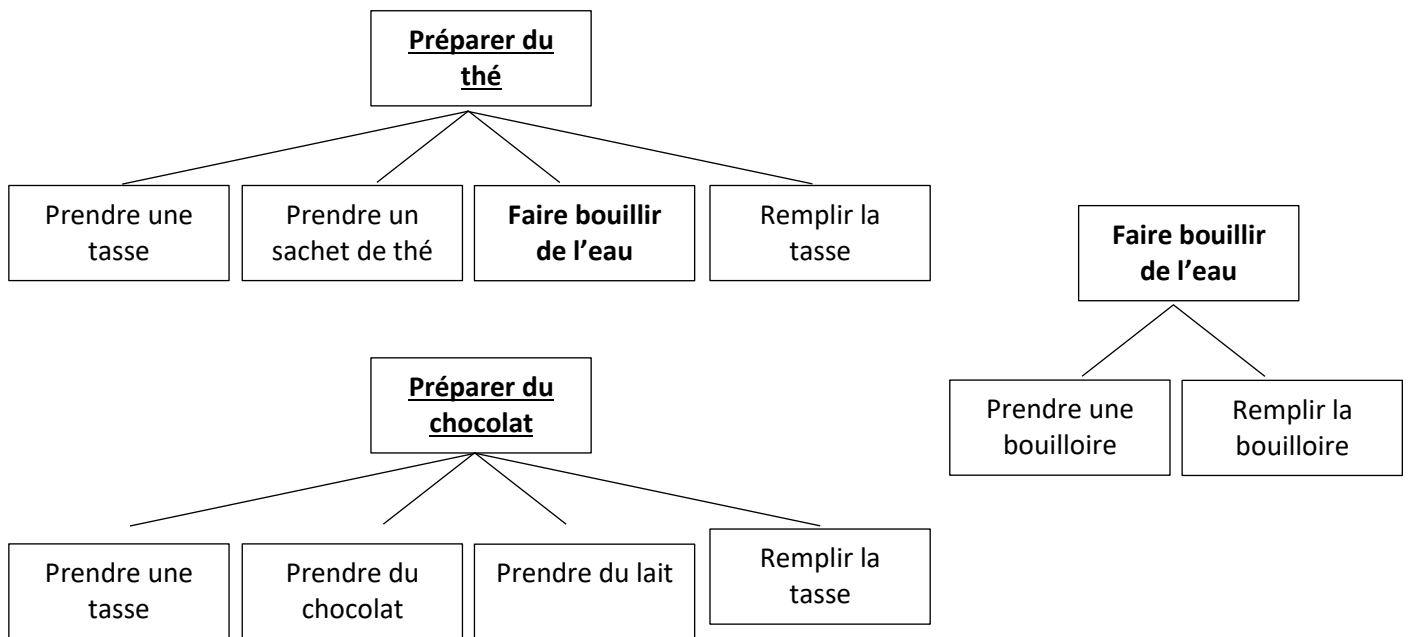 Préparer du
thé
Prendre une
tasse
Prendre un
sachet de thé
Faire bouillir
de l’eau
Remplir la
tasse
Faire bouillir
de l’eau
Prendre une
bouilloire
Remplir la
bouilloire
Préparer du
chocolat
Prendre une
tasse
Prendre du
chocolat
Prendre du lait
Remplir la
tasse